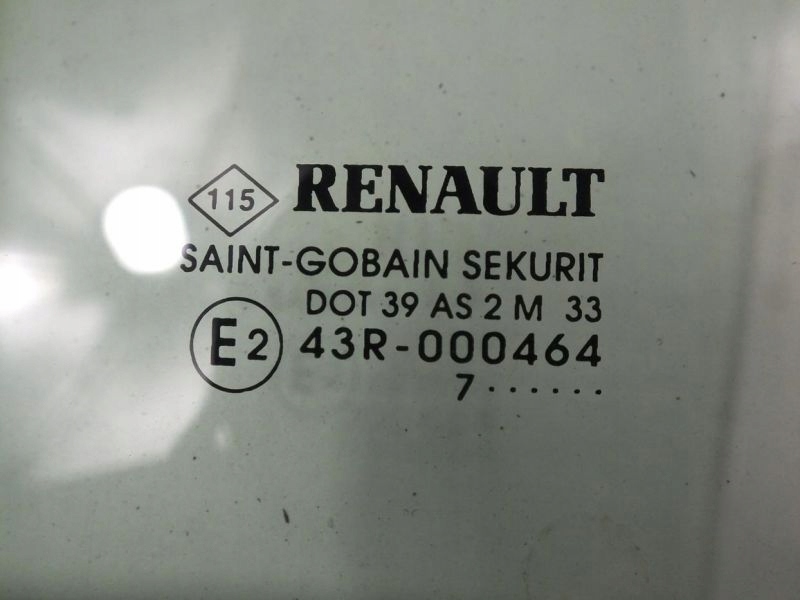 115 RENAULT
SAINT-GOBAIN SEKURIT
DOT 39 AS 2 M 33
E2 43R-000464
7······